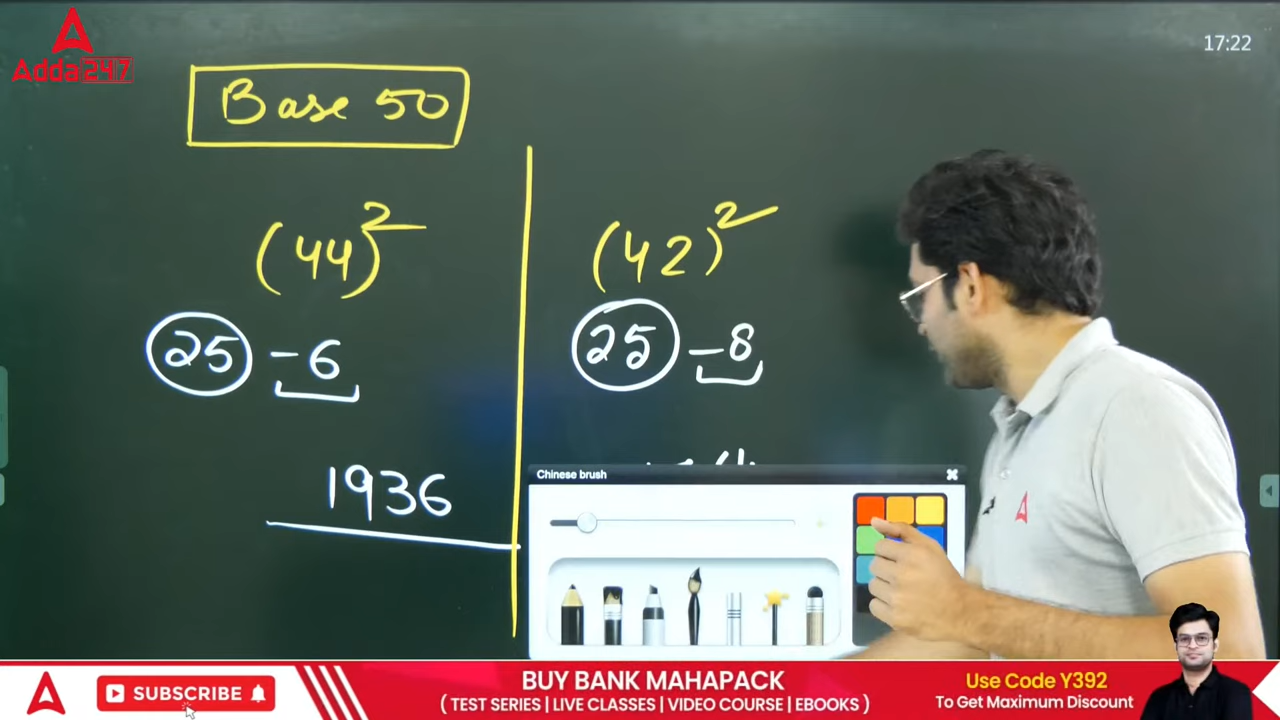 Adda247
17:22
Base 50
(44)²
25 -6
1936
(42)²
25 -8
Chinese brush
SUBSCRIBE
BUY BANK MAHAPACK
( TEST SERIES | LIVE CLASSES | VIDEO COURSE | EBOOKS )
Use Code Y392
To Get Maximum Discount